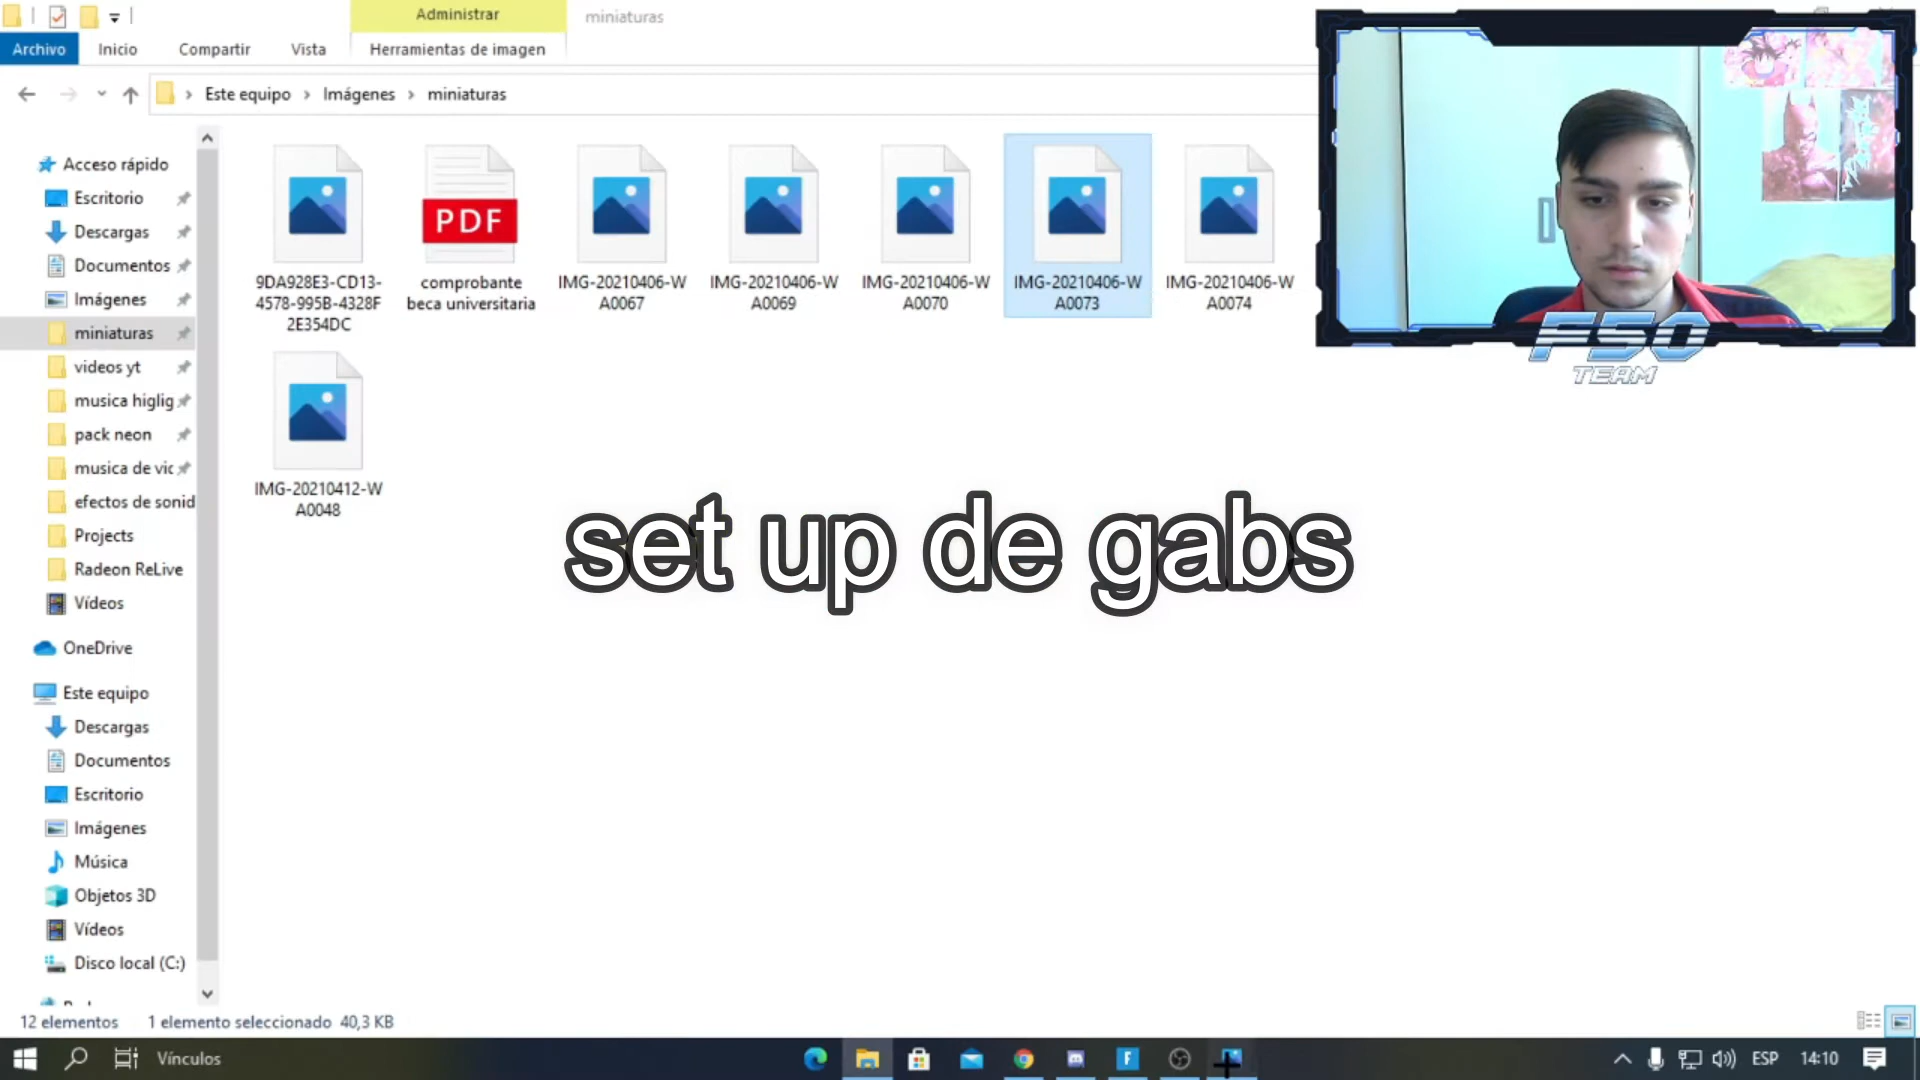 Administrar
miniaturas
Archivo
Inicio
Compartir
Vista
Herramientas de imagen
Este equipo
Imágenes
miniaturas
Acceso rápido
Escritorio
Descargas
Documentos
Imágenes
miniaturas
videos yt
musica higlig
pack neon
musica de vic
efectos de sonid
Projects
Radeon ReLive
Vídeos
OneDrive
Este equipo
Descargas
Documentos
Escritorio
Imágenes
Música
Objetos 3D
Vídeos
Disco local (C:)
9DA928E3-CD13-
4578-995B-4328F
2E354DC
PDF
comprobante
beca universitaria
IMG-20210406-W
A0067
IMG-20210406-W
A0069
IMG-20210406-W
A0070
IMG-20210406-W
A0073
IMG-20210406-W
A0074
IMG-20210412-W
A0048
F50
TEAM
set up de gabs
12 elementos
1 elemento seleccionado 40,3 KB
Vínculos
ESP
14:10